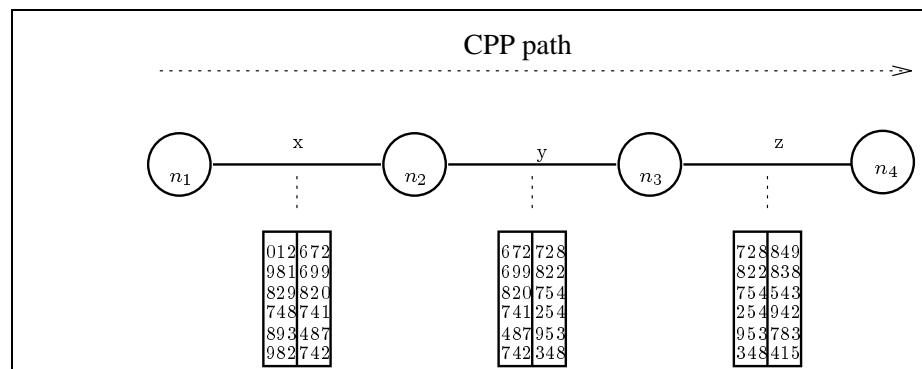 CPP path
x y z
n1 n2 n3 n4
012 672 672 728 728 849
981 699 699 822 822 838
829 820 820 754 754 543
748 741 741 254 254 942
893 487 487 953 953 783
982 742 742 348 348 415